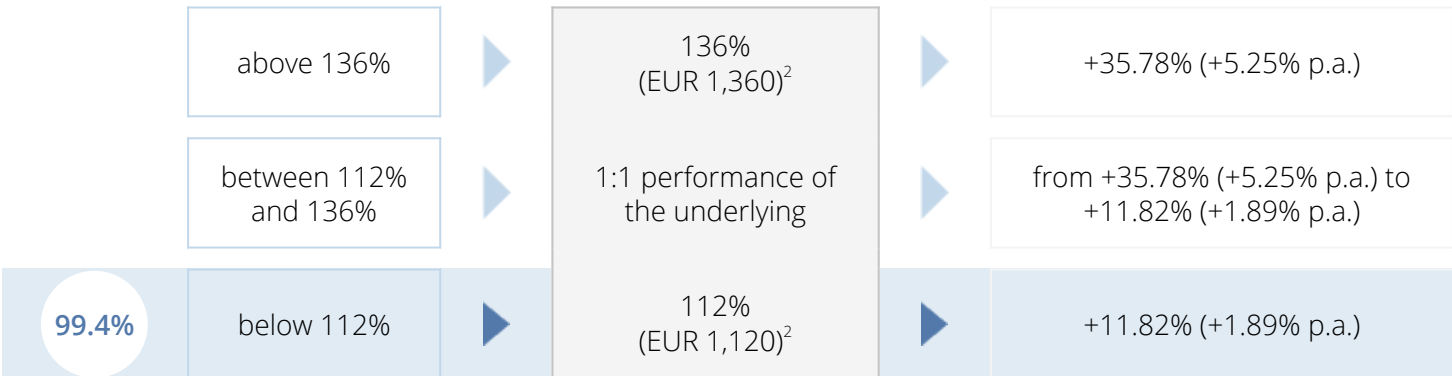 above 136%
136%
(EUR 1,360)²
+35.78% (+5.25% p.a.)
between 112%
and 136%
1:1 performance of
the underlying
from +35.78% (+5.25% p.a.) to
+11.82% (+1.89% p.a.)
99.4%
below 112%
112%
(EUR 1,120)²
+11.82% (+1.89% p.a.)